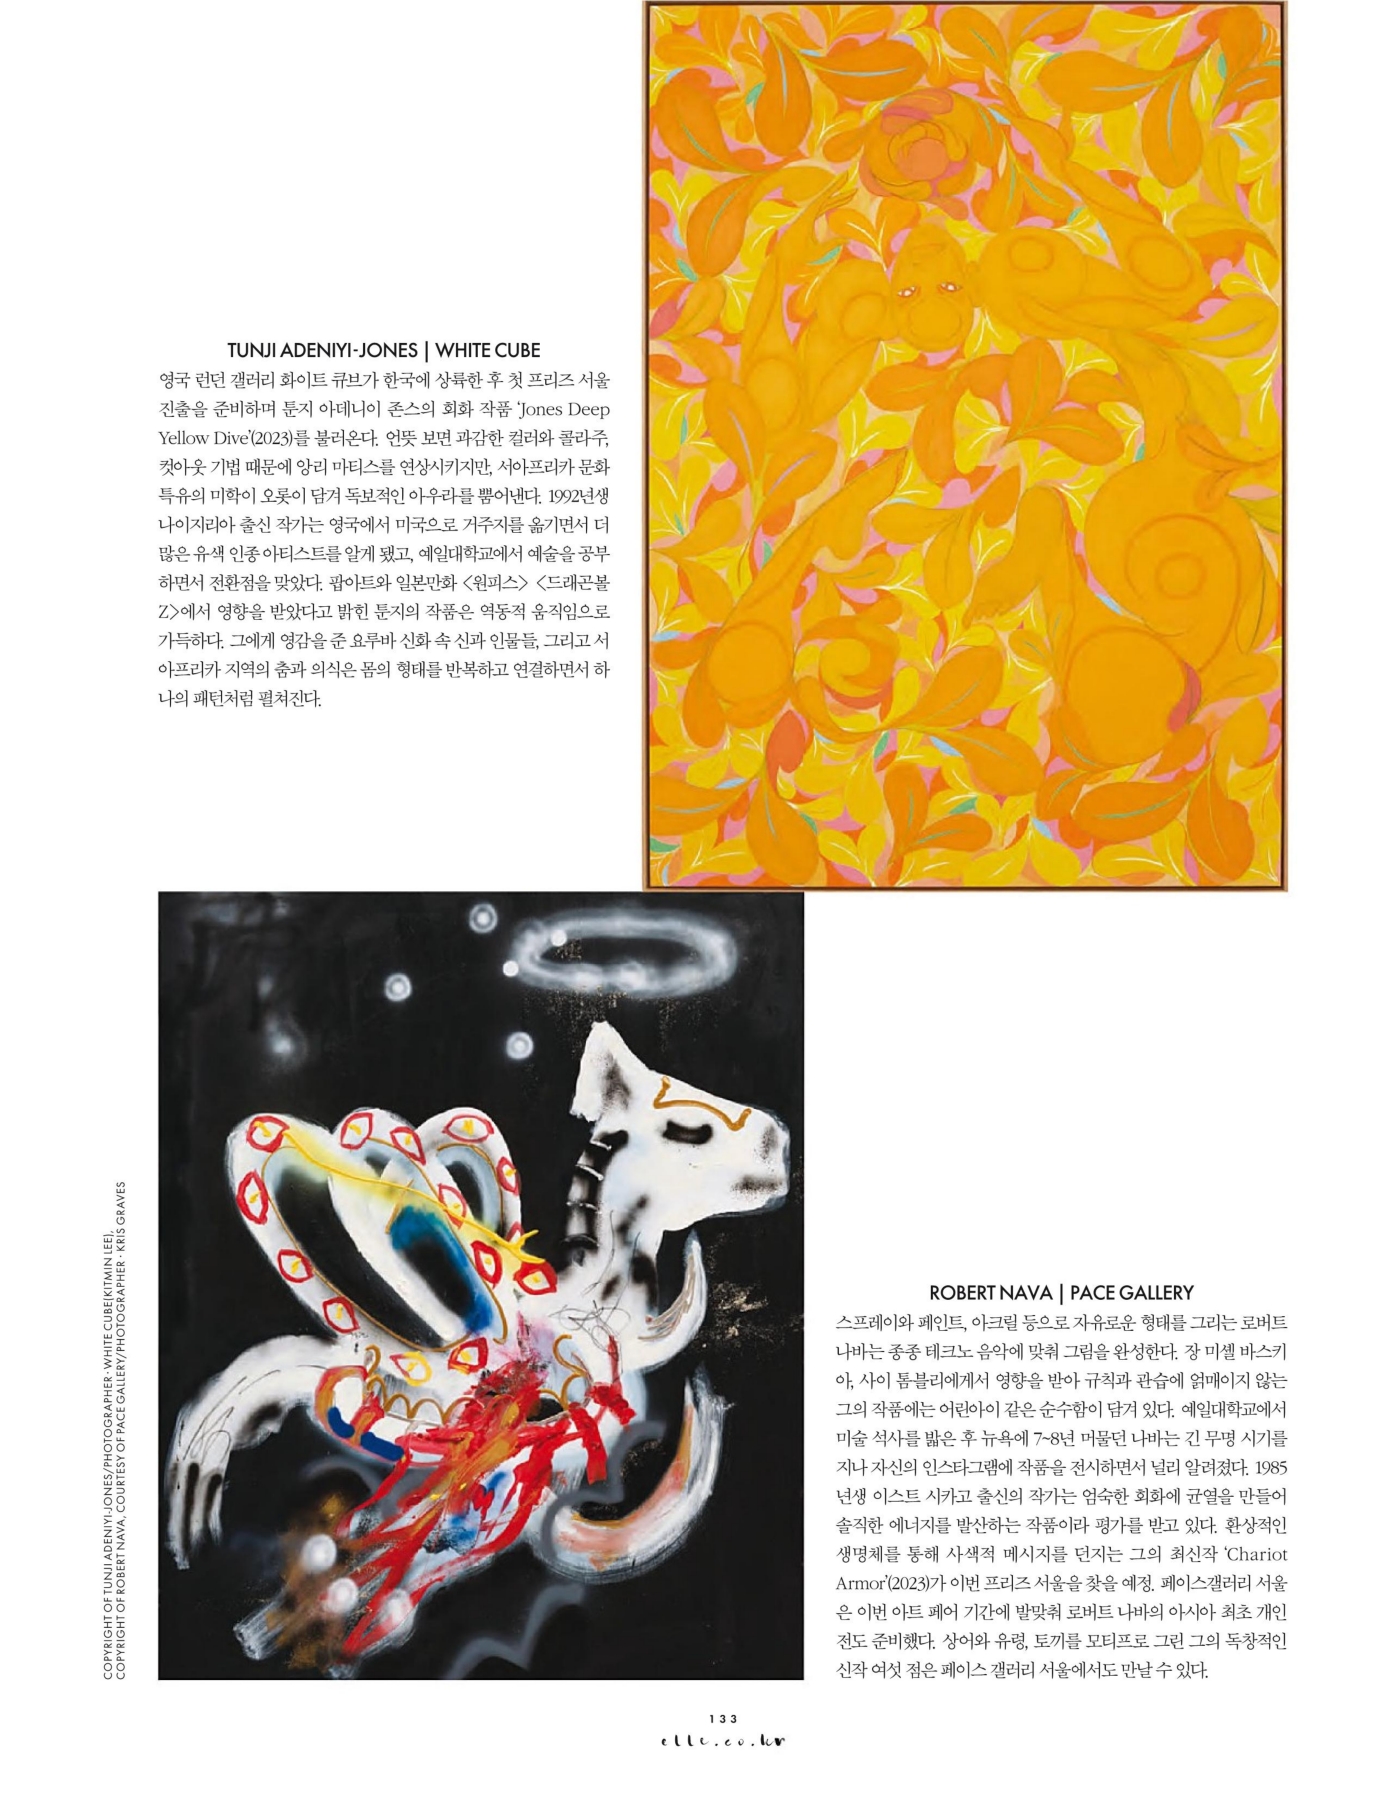 TUNJI ADENIYI-JONES | WHITE CUBE
영국 런던 갤러리 화이트 큐브가 한국에 상륙한 후 첫 프리즈 서울
진출을 준비하며 툰지 아데니이 존스의 회화 작품 ‘Jones Deep
Yellow Dive’(2023)를 불러온다. 언뜻 보면 과감한 컬러와 콜라주,
컷아웃 기법 때문에 앙리 마티스를 연상시키지만, 서아프리카 문화
특유의 미학이 오롯이 담겨 독보적인 아우라를 뿜어낸다. 1992년생
나이지리아 출신 작가는 영국에서 미국으로 거주지를 옮기면서 더
많은 유색 인종 아티스트를 알게 됐고, 예일대학교에서 예술을 공부
하면서 전환점을 맞았다. 팝아트와 일본만화 <원피스> <드래곤볼
Z>에서 영향을 받았다고 밝힌 툰지의 작품은 역동적 움직임으로
가득하다. 그에게 영감을 준 요루바 신화 속 신과 인물들, 그리고 서
아프리카 지역의 춤과 의식은 몸의 형태를 반복하고 연결하면서 하
나의 패턴처럼 펼쳐진다.
ROBERT NAVA | PACE GALLERY
스프레이와 페인트, 아크릴 등으로 자유로운 형태를 그리는 로버트
나바는 종종 테크노 음악에 맞춰 그림을 완성한다. 장 미셸 바스키
아, 사이 톰블리에게서 영향을 받아 규칙과 관습에 얽매이지 않는
그의 작품에는 어린아이 같은 순수함이 담겨 있다. 예일대학교에서
미술 석사를 밟은 후 뉴욕에 7~8년 머물던 나바는 긴 무명 시기를
지나 자신의 인스타그램에 작품을 전시하면서 널리 알려졌다. 1985
년생 이스트 시카고 출신의 작가는 엄숙한 회화에 균열을 만들어
솔직한 에너지를 발산하는 작품이라 평가를 받고 있다. 환상적인
생명체를 통해 사색적 메시지를 던지는 그의 최신작 ‘Chariot
Armor’(2023)가 이번 프리즈 서울을 찾을 예정. 페이스갤러리 서울
은 이번 아트 페어 기간에 발맞춰 로버트 나바의 아시아 최초 개인
전도 준비했다. 상어와 유령, 토끼를 모티프로 그린 그의 독창적인
신작 여섯 점은 페이스 갤러리 서울에서도 만날 수 있다.
COPYRIGHT OF TUNJI ADENIYI-JONES/PHOTOGRAPHER · WHITE CUBE(KITMIN LEE),
COPYRIGHT OF ROBERT NAVA, COURTESY OF PACE GALLERY/PHOTOGRAPHER · KRIS GRAVES
133
elle.co.kr